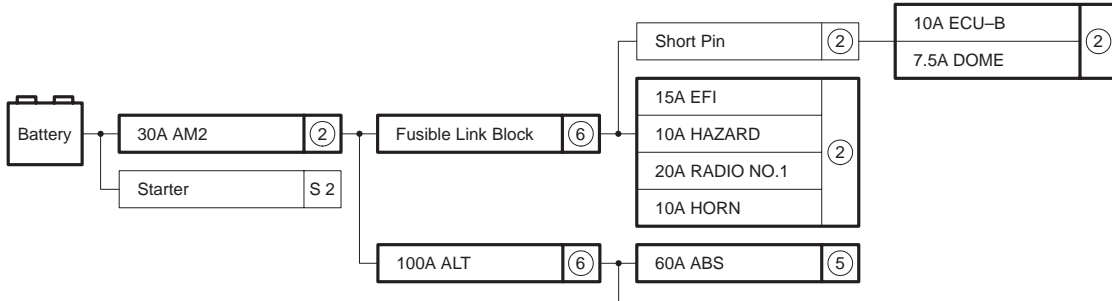 Battery
30A AM2 2
Starter S 2
Fusible Link Block 6
100A ALT 6
Short Pin 2
15A EFI
10A HAZARD
20A RADIO NO.1
10A HORN
2
60A ABS 5
10A ECU–B
7.5A DOME
2